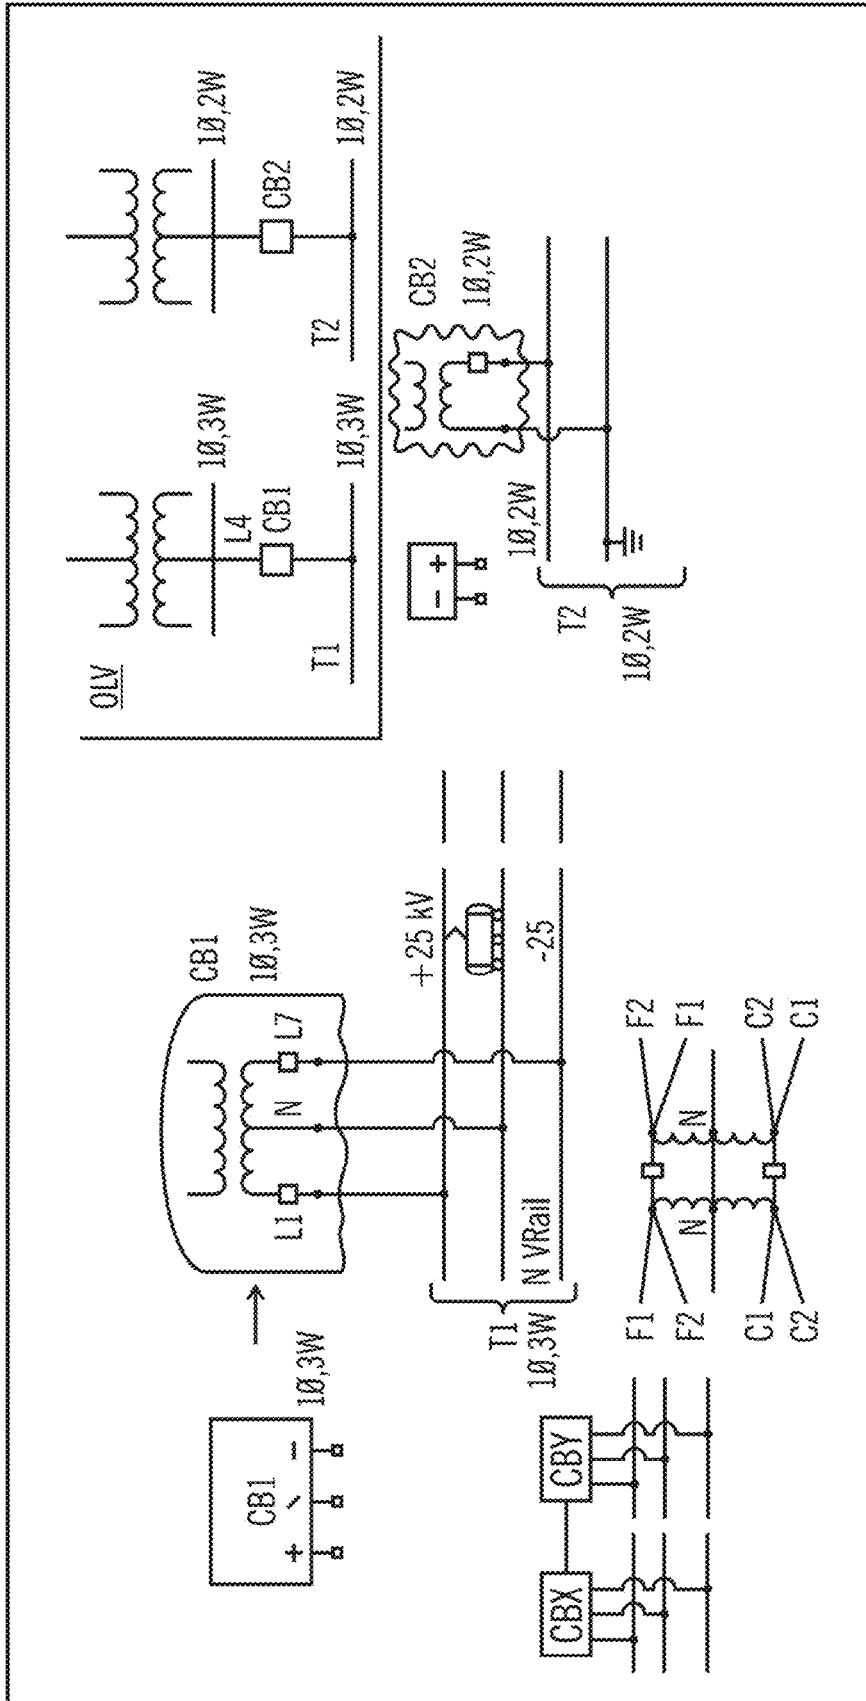 CB1
+ / −
1Ø,3W
CB1
1Ø,3W
L1 N L7
+25 kV
-25
N VRail
T1
1Ø,3W
OLV
1Ø,3W
L4
CB1
T1
1Ø,3W
1Ø,2W
CB2
T2
1Ø,2W
CB2
1Ø,2W
− +
1Ø,2W
T2
1Ø,2W
CBX CBY
F1 F2
F2 F1
N N
C1 C2
C2 C1